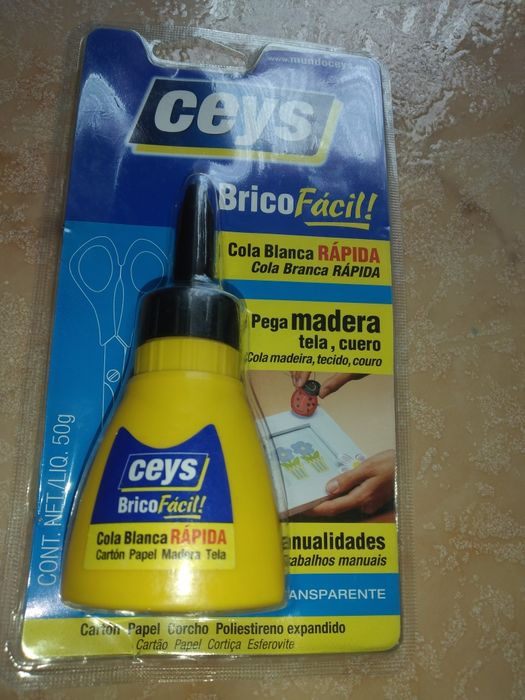 www.mundoceys
ceys
BricoFácil!
Cola Blanca RÁPIDA
Cola Branca RÁPIDA
Pega madera
tela, cuero
Cola madeira, tecido, couro
CONT. NET/LIQ. 50g
ceys
BricoFácil!
Cola Blanca RÁPIDA
Cartón Papel Madera Tela
anualidades
rabalhos manuais
ANSPARENTE
Cartón Papel Corcho Poliestireno expandido
Cartão Papel Cortiça Esferovite